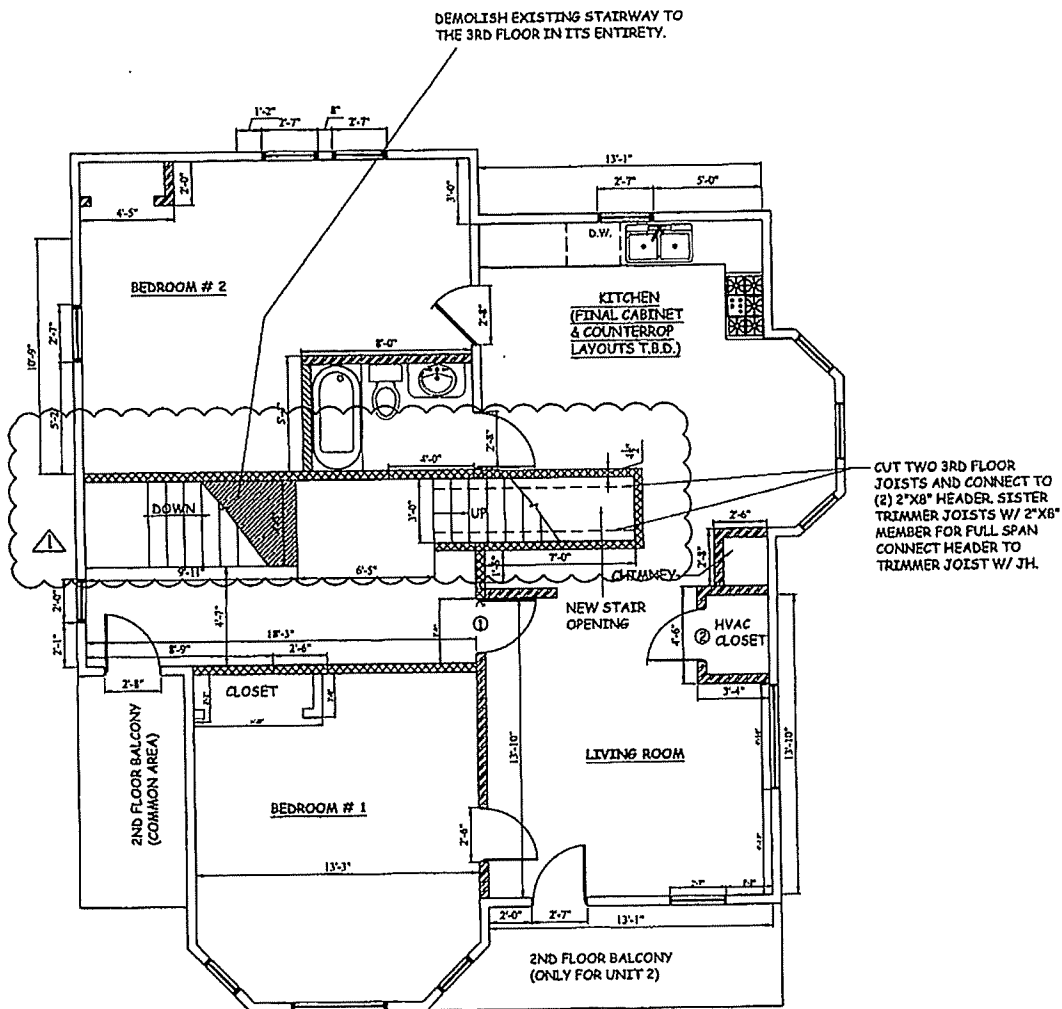 DEMOLISH EXISTING STAIRWAY TO
THE 3RD FLOOR IN ITS ENTIRETY.
1'-2"
2'-7"
8"
2'-7"
13'-1"
2'-7"
5'-0"
4'-5"
2'-0"
3'-0"
D.W.
BEDROOM # 2
KITCHEN
(FINAL CABINET
& COUNTERROP
LAYOUTS T.B.D.)
10'-9"
2'-7"
5'-2"
2'-8"
8'-0"
2'-8"
4'-0"
DOWN
3'-0"
UP
CUT TWO 3RD FLOOR
JOISTS AND CONNECT TO
(2) 2"X8" HEADER. SISTER
TRIMMER JOISTS W/ 2"X8"
MEMBER FOR FULL SPAN
CONNECT HEADER TO
TRIMMER JOIST W/ JH.
1
9'-11"
6'-5"
7'-0"
2'-6"
2'-8"
CHIMNEY
NEW STAIR
OPENING
2'-0"
2'-1"
4'-7"
18'-3"
8'-9"
2'-6"
1
4'-6"
2
HVAC
CLOSET
3'-4"
2'-8"
CLOSET
2ND FLOOR BALCONY
(COMMON AREA)
BEDROOM # 1
13'-3"
13'-10"
LIVING ROOM
13'-10"
2'-6"
2'-0"
2'-7"
13'-1"
2ND FLOOR BALCONY
(ONLY FOR UNIT 2)